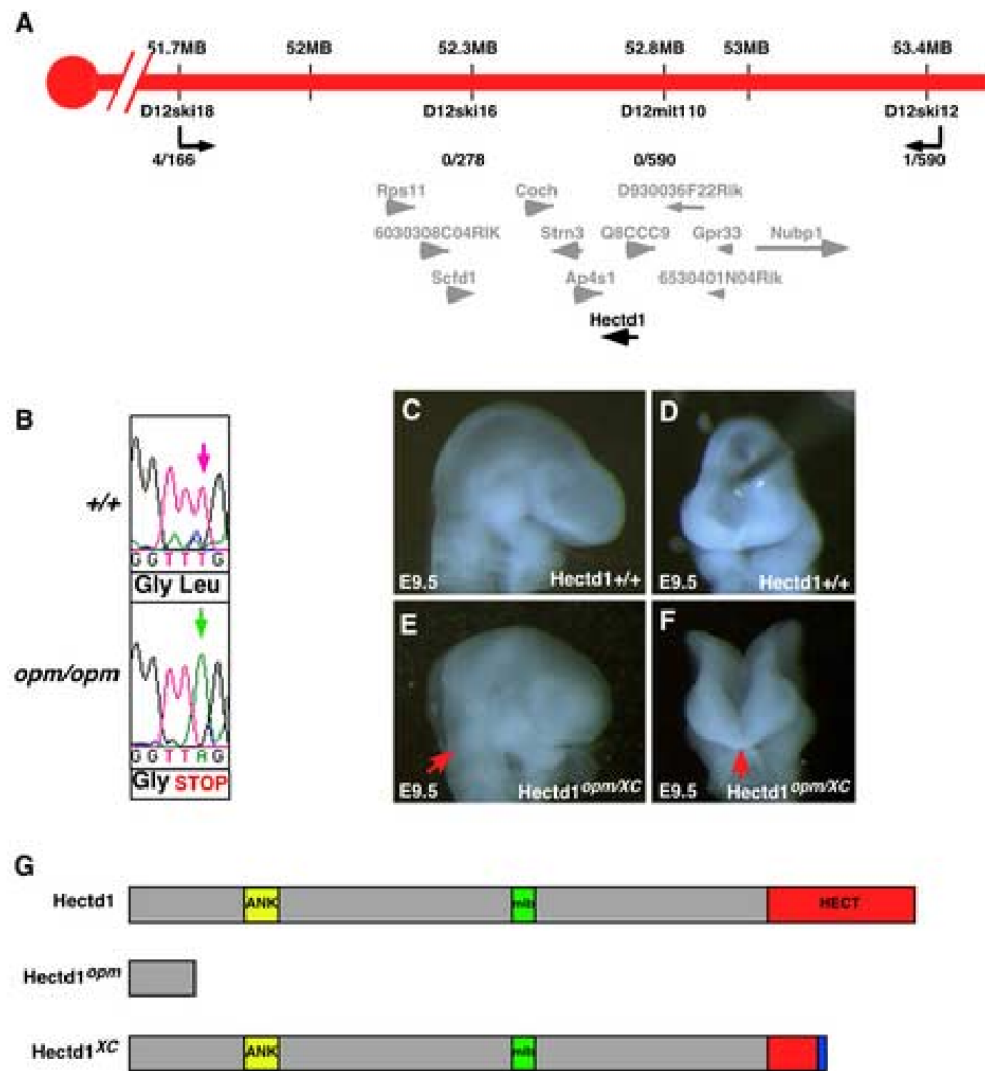 A
51.7MB 52MB 52.3MB 52.8MB 53MB 53.4MB
D12ski18 D12ski16 D12mit110 D12ski12
4/166 0/278 0/590 1/590
Rps11 Coch D930036F22Rik
6030308C04RIK Strn3 Q8CCC9 Gpr33 Nubp1
Scfd1 Ap4s1 6530401N04Rik
Hectd1
B
+/+
G G T T T G
Gly Leu
opm/opm
G G T T A G
Gly STOP
C D
E9.5 Hectd1+/+ E9.5 Hectd1+/+
E F
E9.5 Hectd1opm/XC E9.5 Hectd1opm/XC
G
Hectd1 ANK mib HECT
Hectd1opm
Hectd1XC ANK mib